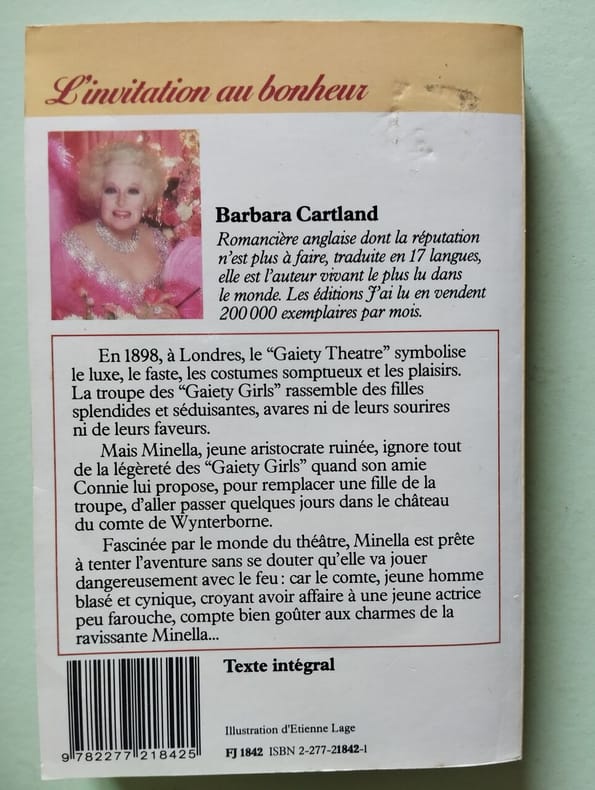 L'invitation au bonheur
Barbara Cartland
Romancière anglaise dont la réputation
n'est plus à faire, traduite en 17 langues,
elle est l'auteur vivant le plus lu dans
le monde. Les éditions J'ai lu en vendent
200 000 exemplaires par mois.
En 1898, à Londres, le “Gaiety Theatre” symbolise
le luxe, le faste, les costumes somptueux et les plaisirs.
La troupe des “Gaiety Girls” rassemble des filles
splendides et séduisantes, avares ni de leurs sourires
ni de leurs faveurs.
Mais Minella, jeune aristocrate ruinée, ignore tout
de la légèreté des “Gaiety Girls” quand son amie
Connie lui propose, pour remplacer une fille de la
troupe, d'aller passer quelques jours dans le château
du comte de Wynterborne.
Fascinée par le monde du théâtre, Minella est prête
à tenter l'aventure sans se douter qu'elle va jouer
dangereusement avec le feu : car le comte, jeune homme
blasé et cynique, croyant avoir affaire à une jeune actrice
peu farouche, compte bien goûter aux charmes de la
ravissante Minella...
Texte intégral
Illustration d'Etienne Lage
9 782277 218425
FJ 1842 ISBN 2-277-21842-1